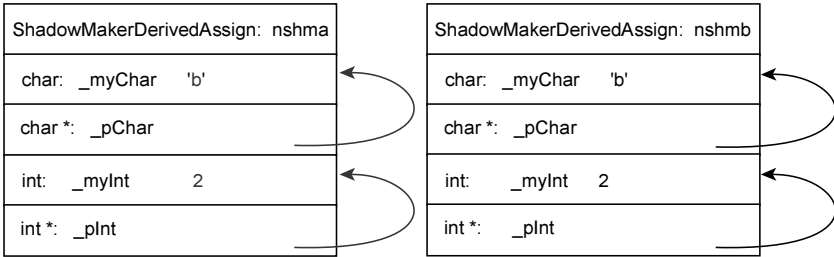 ShadowMakerDerivedAssign: nshma
char: _myChar 'b'
char *: _pChar
int: _myInt 2
int *: _pInt
ShadowMakerDerivedAssign: nshmb
char: _myChar 'b'
char *: _pChar
int: _myInt 2
int *: _pInt